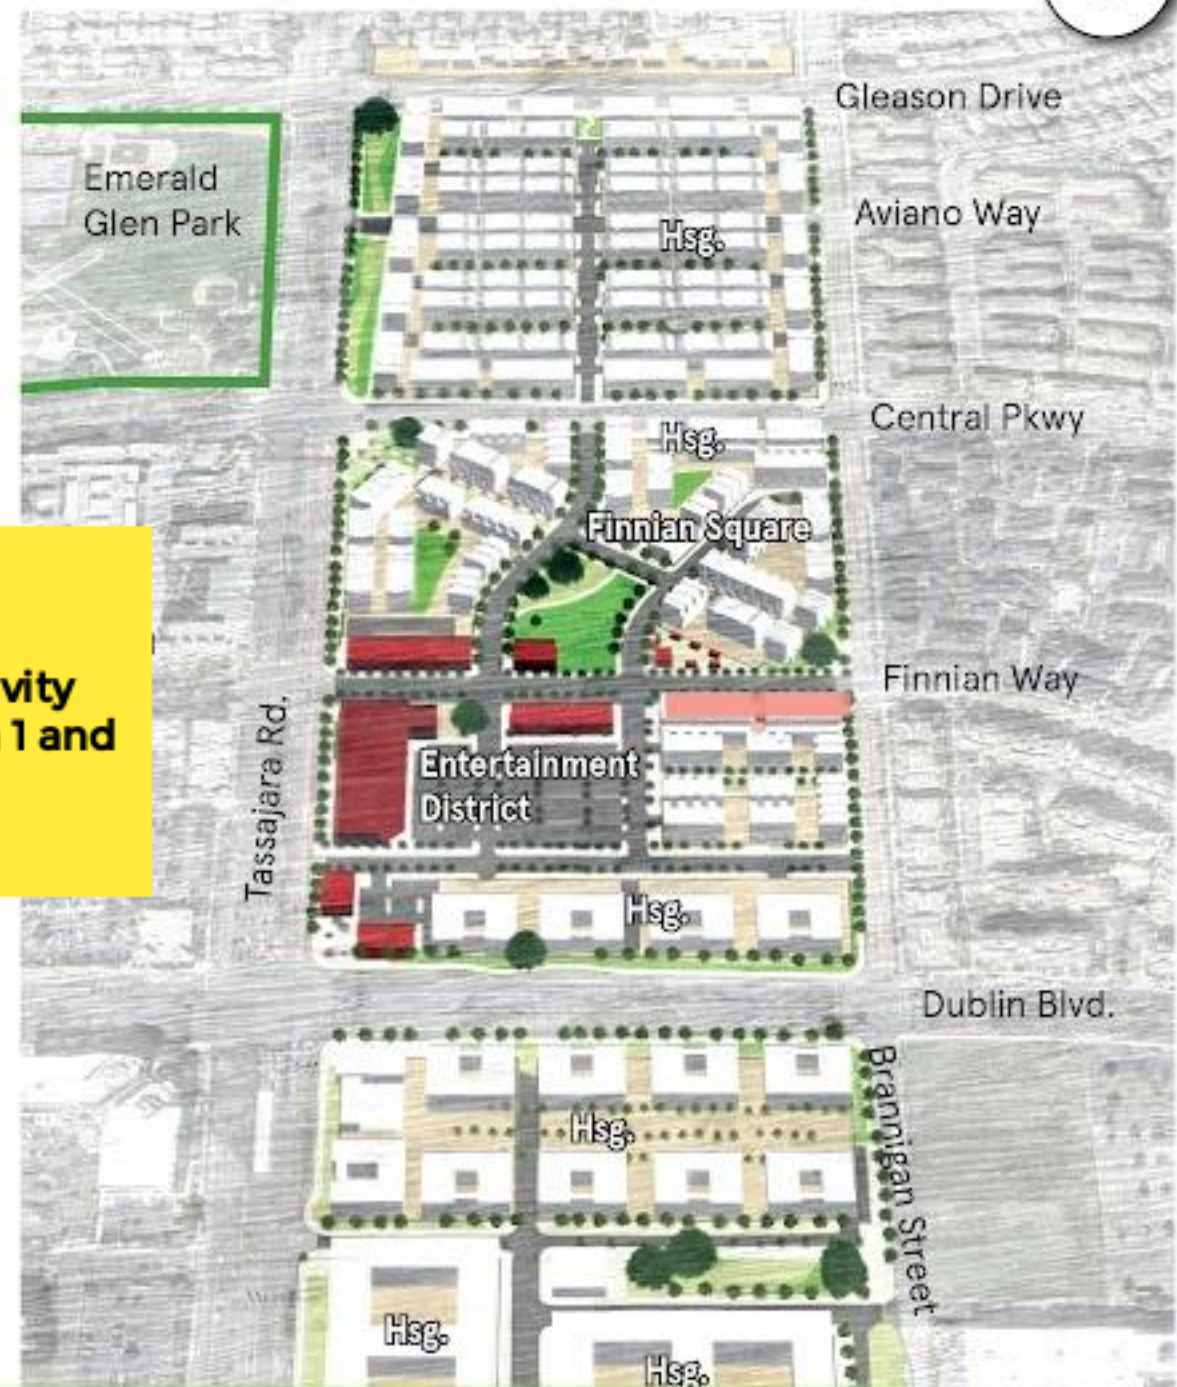 Gleason Drive
Emerald
Glen Park
Aviano Way
Hsg.
Central Pkwy
Hsg.
Finnian Square
vity
1 and
Finnian Way
Tassajara Rd.
Entertainment
District
Hsg.
Dublin Blvd.
Brannigan Street
Hsg.
Hsg.
Hsg.